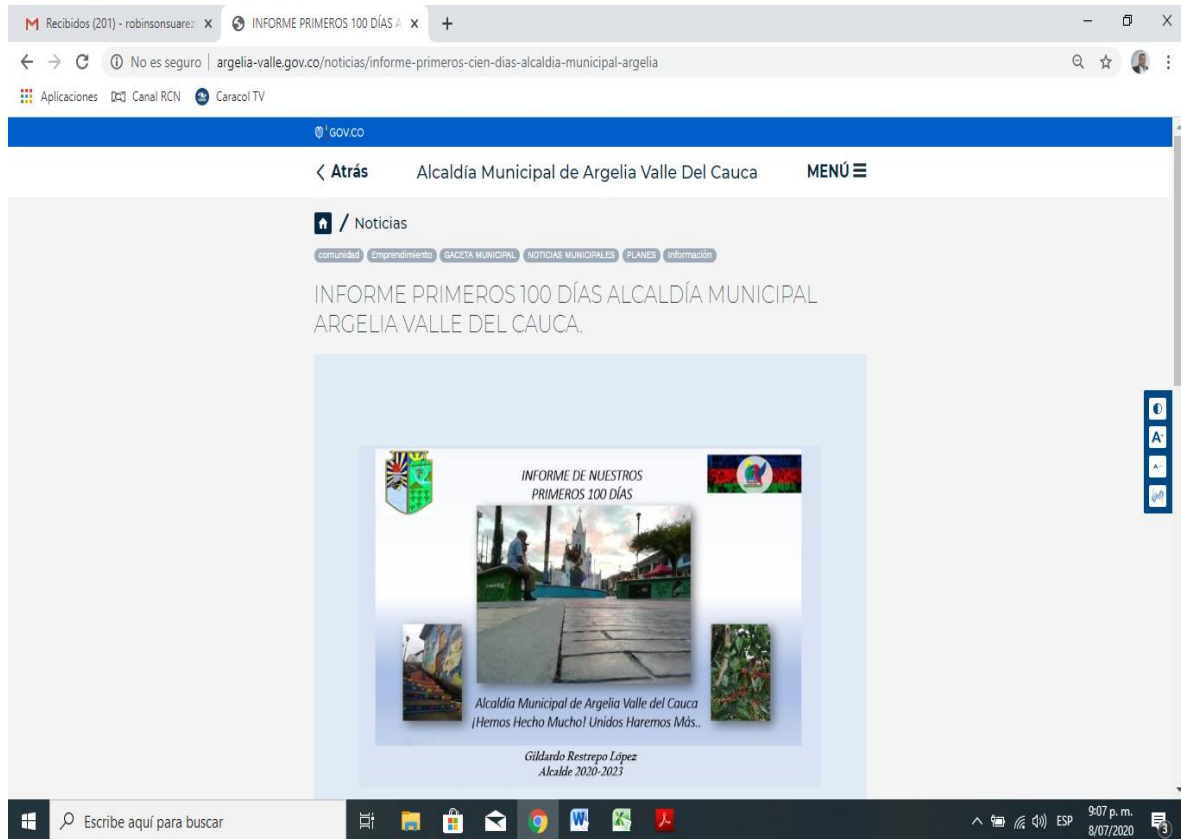 Recibidos (201) - robinsonsuarez
INFORME PRIMEROS 100 DÍAS A
No es seguro | argelia-valle.gov.co/noticias/informe-primeros-cien-dias-alcaldia-municipal-argelia
Aplicaciones Canal RCN Caracol TV
GOV.CO
Atrás Alcaldía Municipal de Argelia Valle Del Cauca MENÚ
/ Noticias
comunidad Emprendimiento GACETA MUNICIPAL NOTICIAS MUNICIPALES PLANES Información
INFORME PRIMEROS 100 DÍAS ALCALDÍA MUNICIPAL
ARGELIA VALLE DEL CAUCA.
INFORME DE NUESTROS
PRIMEROS 100 DÍAS
Alcaldía Municipal de Argelia Valle del Cauca
¡Hemos Hecho Mucho! Unidos Haremos Más..
Gildardo Restrepo López
Alcalde 2020-2023
A+
A-
Escribe aquí para buscar
ESP
9:07 p. m.
8/07/2020
3